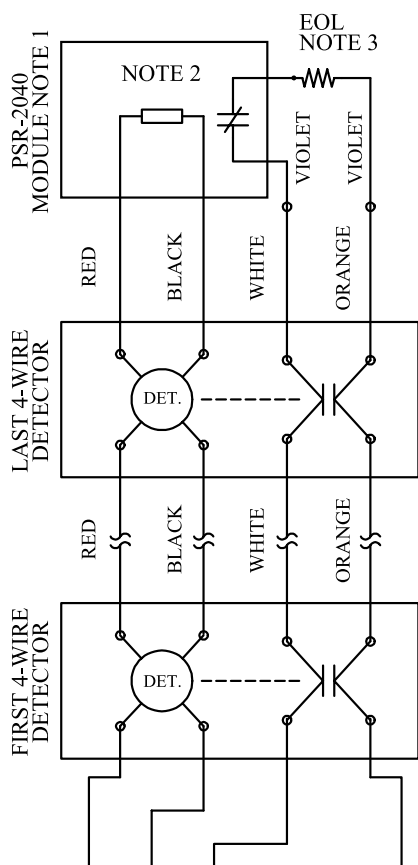 EOL
NOTE 3
PSR-2040
MODULE NOTE 1
NOTE 2
VIOLET
VIOLET
RED
BLACK
WHITE
ORANGE
LAST 4-WIRE
DETECTOR
DET.
RED
BLACK
WHITE
ORANGE
FIRST 4-WIRE
DETECTOR
DET.